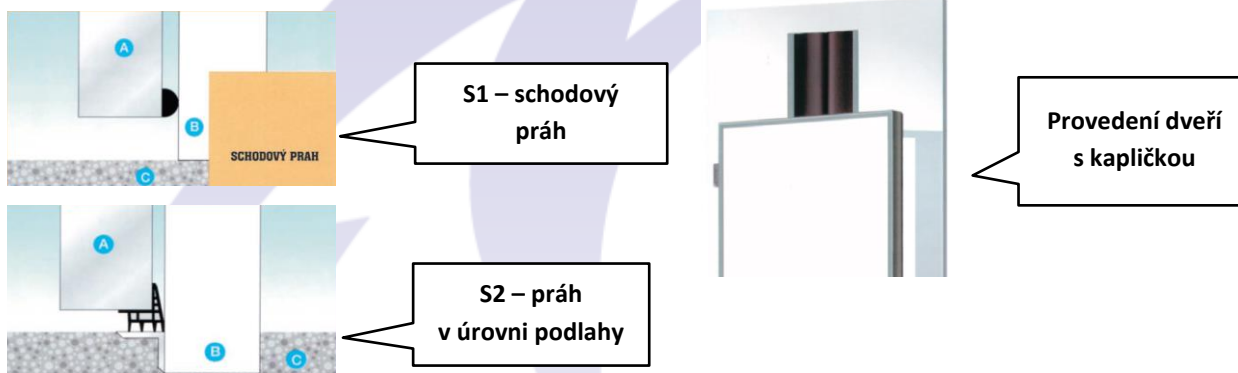 A
B
SCHODOVÝ PRAH
C
S1 – schodový
práh
Provedení dveří
s kapličkou
A
B
C
S2 – práh
v úrovni podlahy